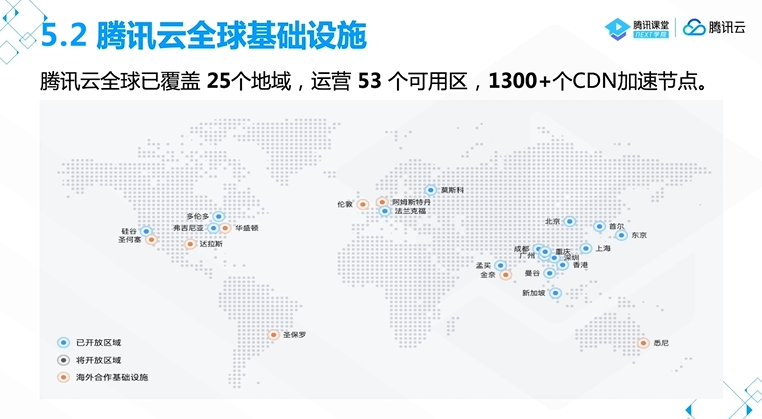 5.2 腾讯云全球基础设施
腾讯课堂
NEXT学院
腾讯云
腾讯云全球已覆盖 25个地域，运营 53 个可用区，1300+个CDN加速节点。
莫斯科
伦敦
阿姆斯特丹
法兰克福
多伦多
硅谷
弗吉尼亚
华盛顿
圣何塞
达拉斯
北京
首尔
东京
成都
重庆
上海
广州
深圳
孟买
香港
金奈
曼谷
新加坡
圣保罗
悉尼
已开放区域
将开放区域
海外合作基础设施